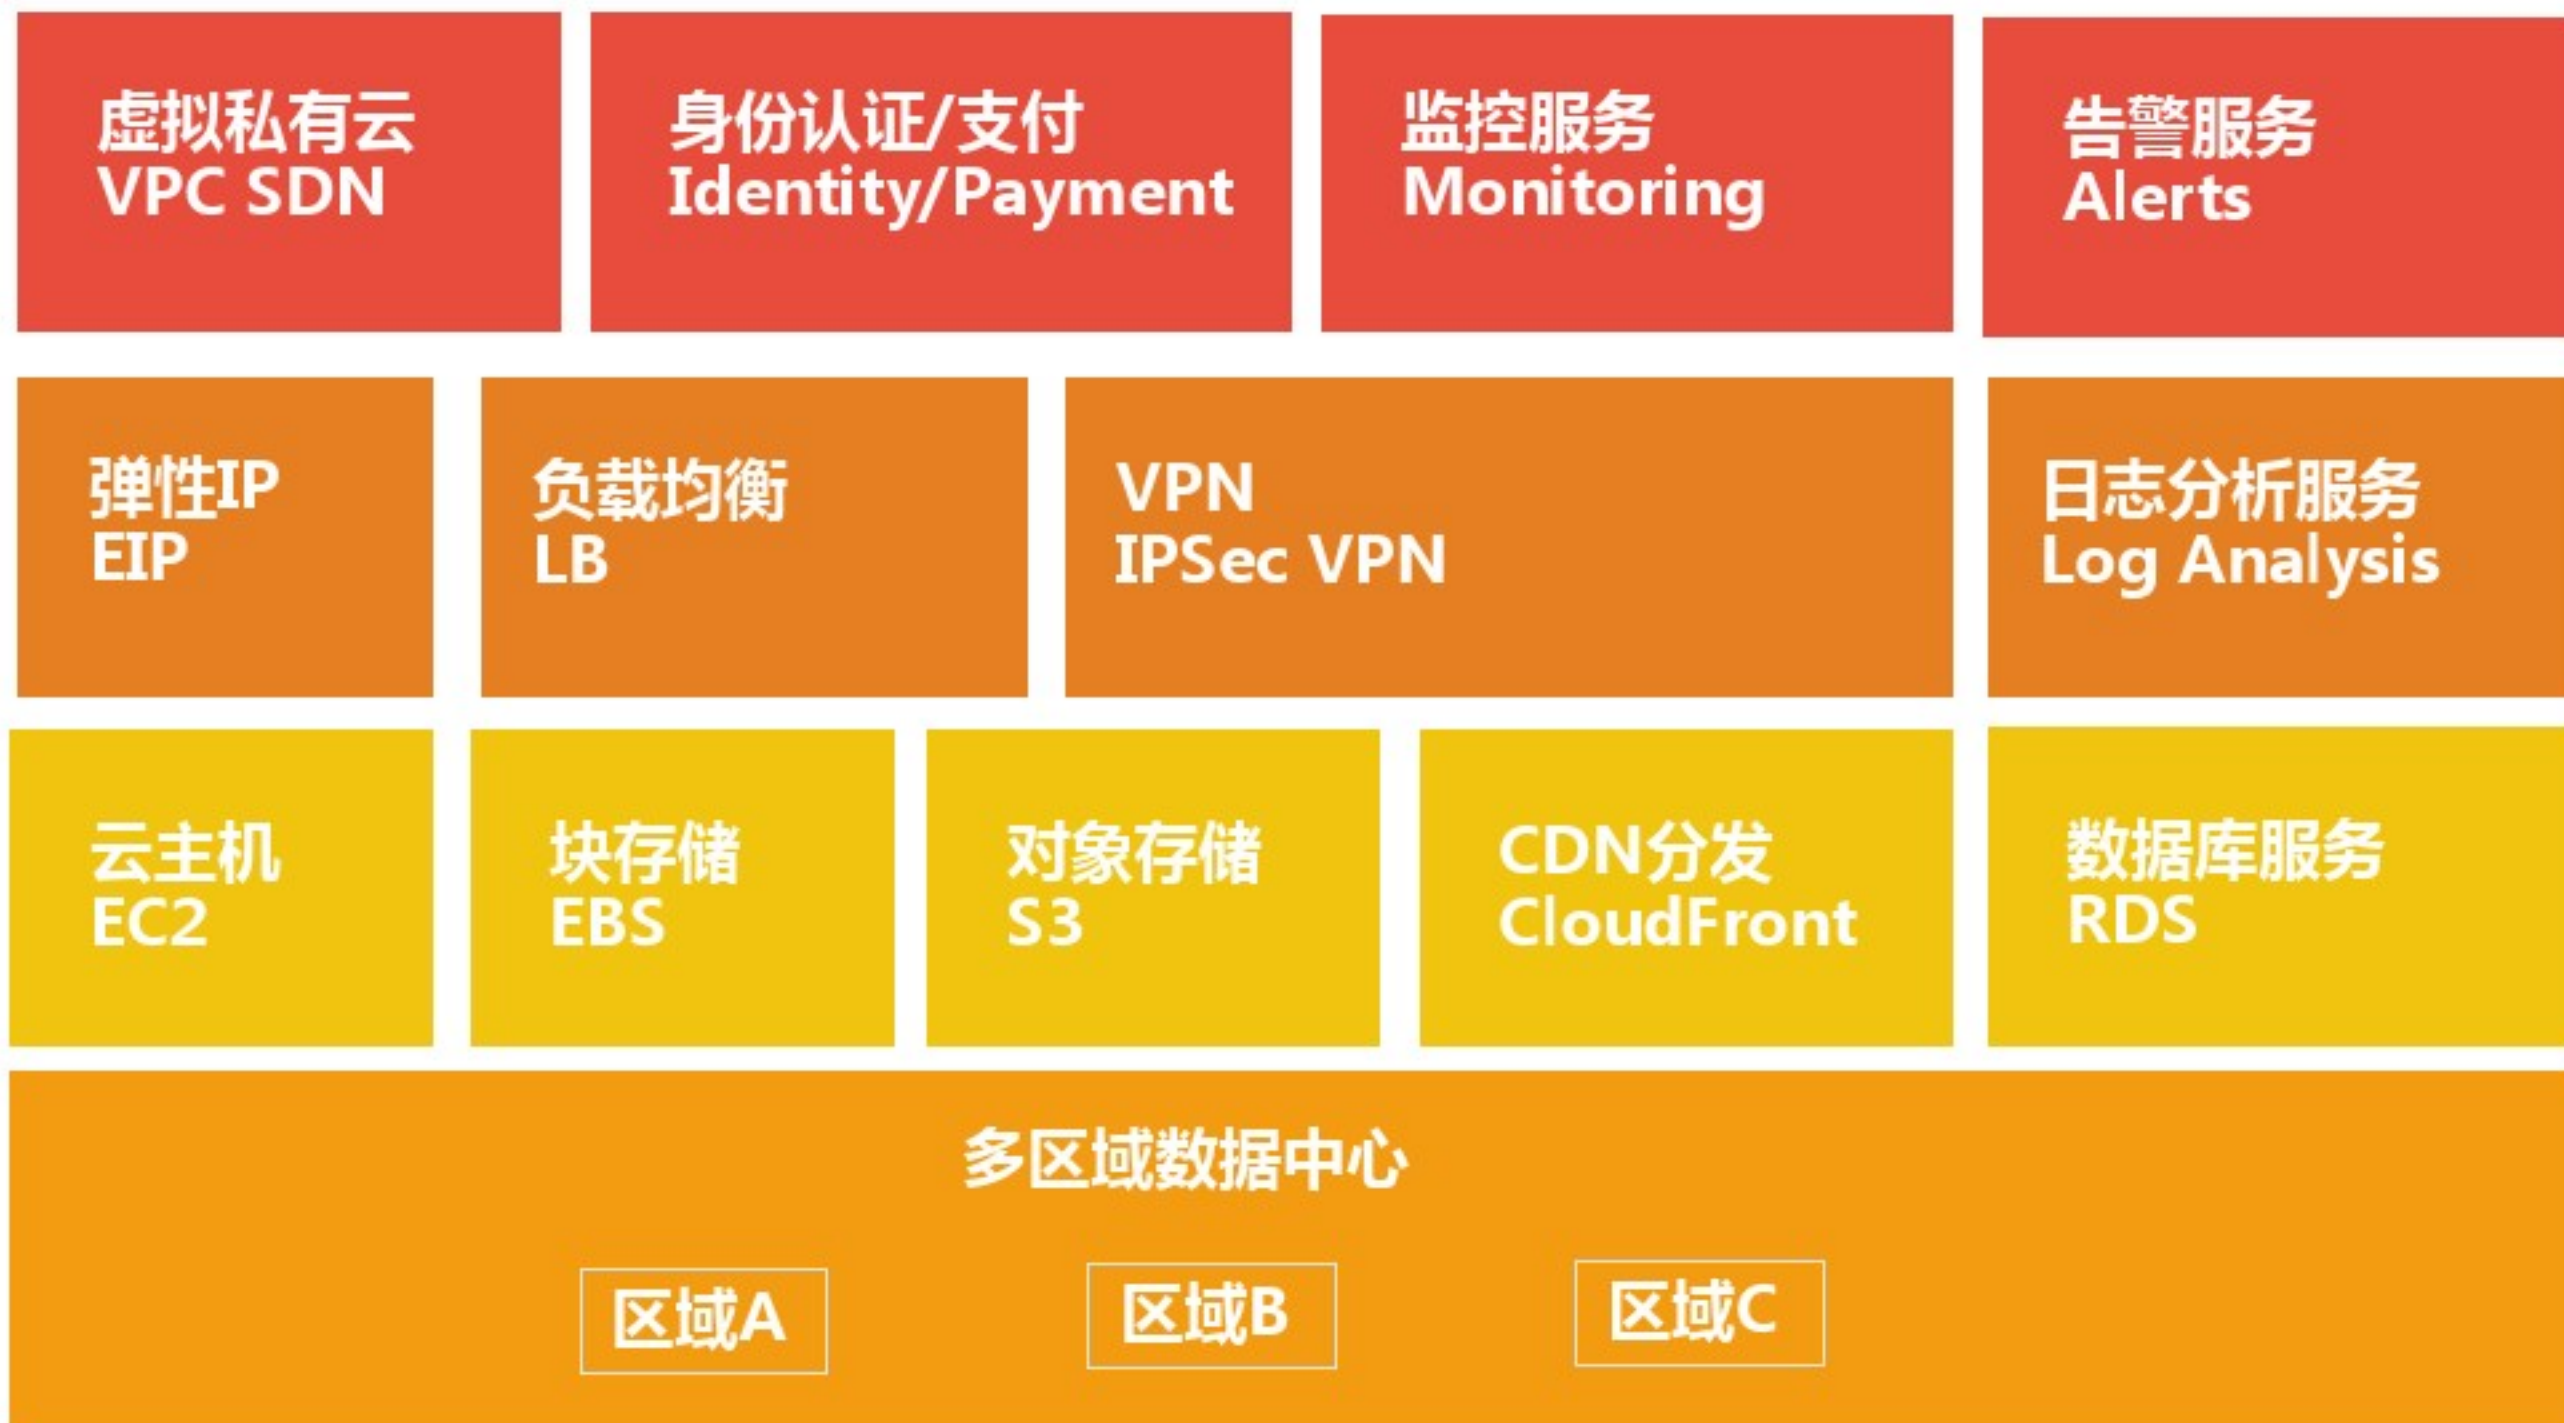 虚拟私有云
VPC SDN
身份认证/支付
Identity/Payment
监控服务
Monitoring
告警服务
Alerts
弹性IP
EIP
负载均衡
LB
VPN
IPSec VPN
日志分析服务
Log Analysis
云主机
EC2
块存储
EBS
对象存储
S3
CDN分发
CloudFront
数据库服务
RDS
多区域数据中心
区域A
区域B
区域C